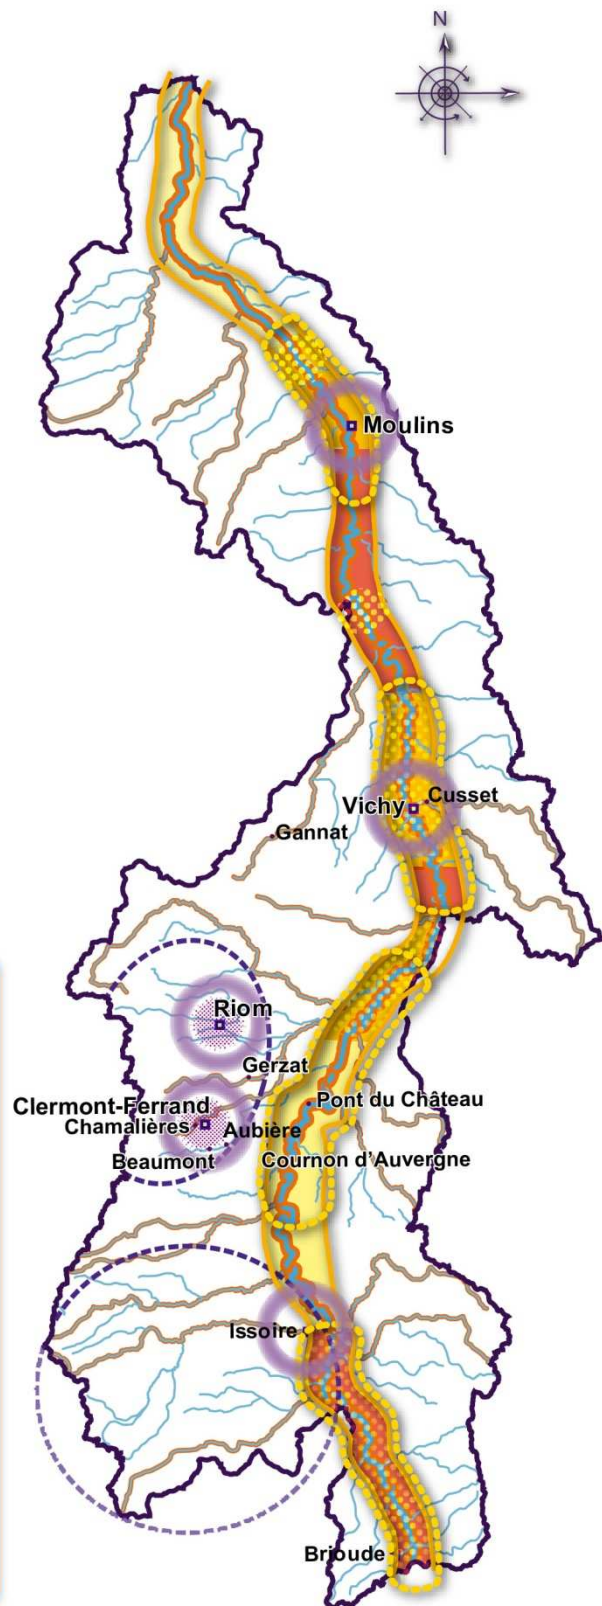 N
Moulins
Cusset
Vichy
Gannat
Riom
Gerzat
Pont du Château
Clermont-Ferrand
Chamalières
Aubière
Beaumont
Cournon d'Auvergne
Issoire
Brioude